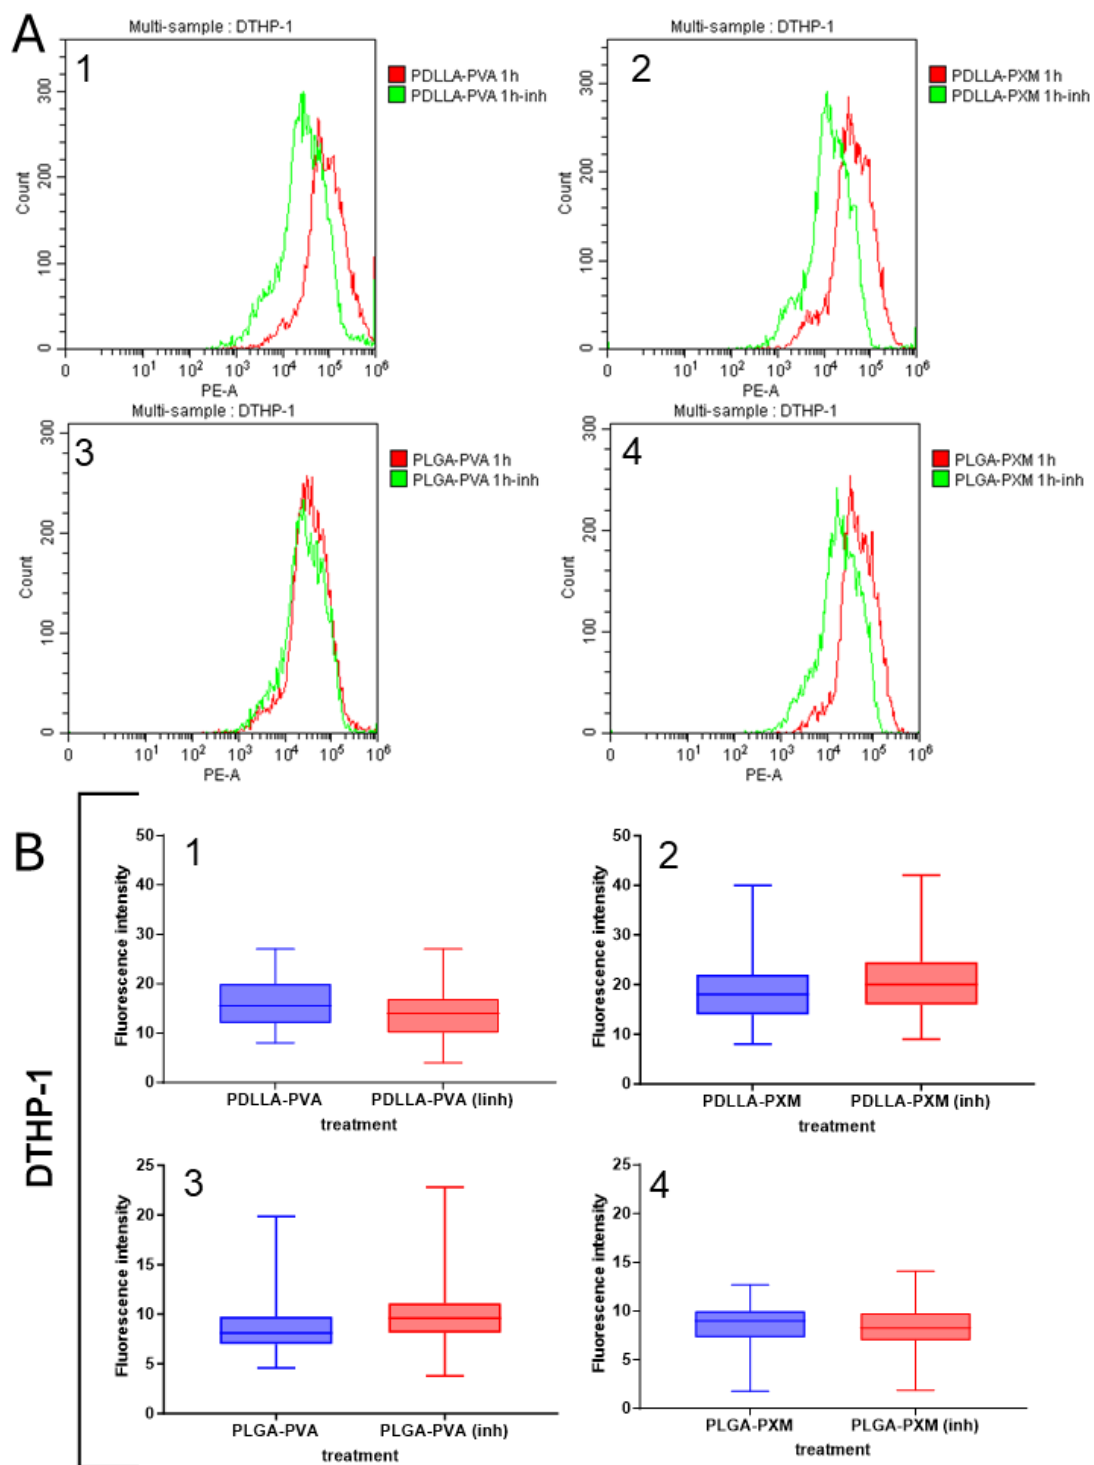 A
Multi-sample : DTHP-1
1
PDLLA-PVA 1h
PDLLA-PVA 1h-inh
Count
300
200
100
0
0 10¹ 10² 10³ 10⁴ 10⁵ 10⁶
PE-A
Multi-sample : DTHP-1
2
PDLLA-PXM 1h
PDLLA-PXM 1h-inh
Count
300
200
100
0
0 10¹ 10² 10³ 10⁴ 10⁵ 10⁶
PE-A
Multi-sample : DTHP-1
3
PLGA-PVA 1h
PLGA-PVA 1h-inh
Count
300
200
100
0
0 10¹ 10² 10³ 10⁴ 10⁵ 10⁶
PE-A
Multi-sample : DTHP-1
4
PLGA-PXM 1h
PLGA-PXM 1h-inh
Count
300
200
100
0
0 10¹ 10² 10³ 10⁴ 10⁵ 10⁶
PE-A
B
DTHP-1
1
Fluorescence intensity
50
40
30
20
10
0
PDLLA-PVA PDLLA-PVA (Iinh)
treatment
2
Fluorescence intensity
50
40
30
20
10
0
PDLLA-PXM PDLLA-PXM (inh)
treatment
3
Fluorescence intensity
25
20
15
10
5
0
PLGA-PVA PLGA-PVA (inh)
treatment
4
Fluorescence intensity
25
20
15
10
5
0
PLGA-PXM PLGA-PXM (inh)
treatment